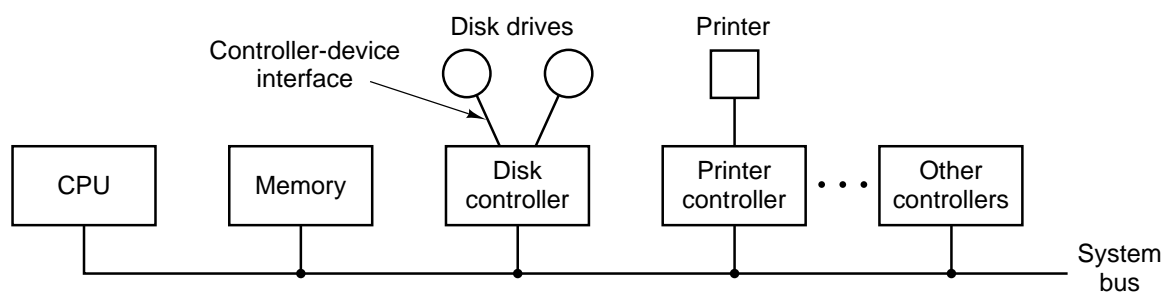 Disk drives
Printer
Controller-device
interface
CPU
Memory
Disk
controller
Printer
controller
Other
controllers
System
bus